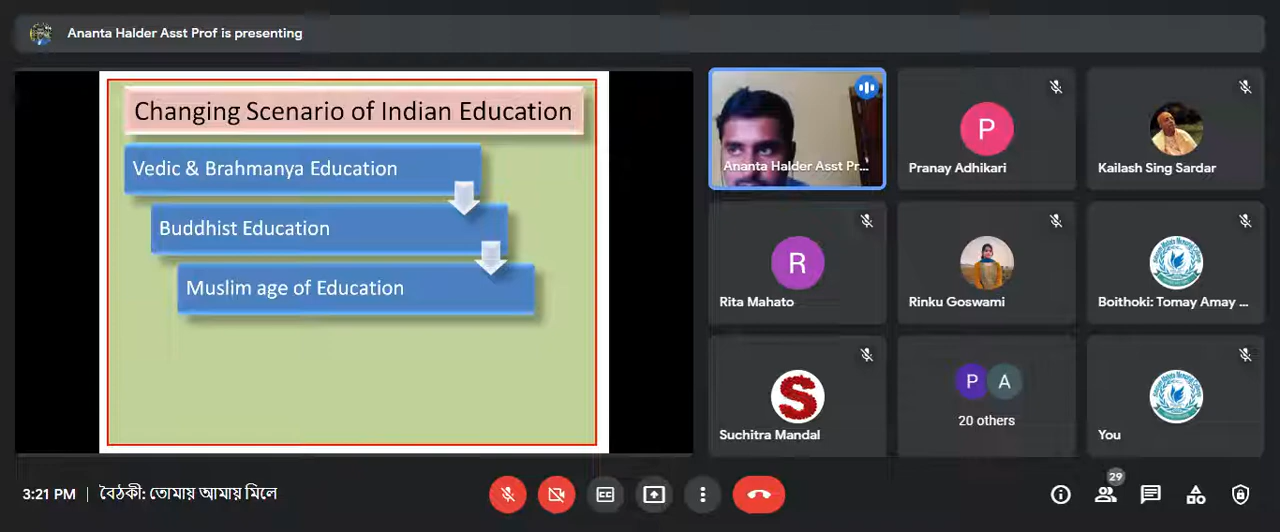 Ananta Halder Asst Prof is presenting
Changing Scenario of Indian Education
Vedic & Brahmanya Education
Buddhist Education
Muslim age of Education
Ananta Halder Asst Pr...
P
Pranay Adhikari
Kailash Sing Sardar
R
Rita Mahato
Rinku Goswami
Boithoki: Tomay Amay ...
S
Suchitra Mandal
P A
20 others
You
3:21 PM | বৈঠকী: তোমায় আমায় মিলে
CC
29